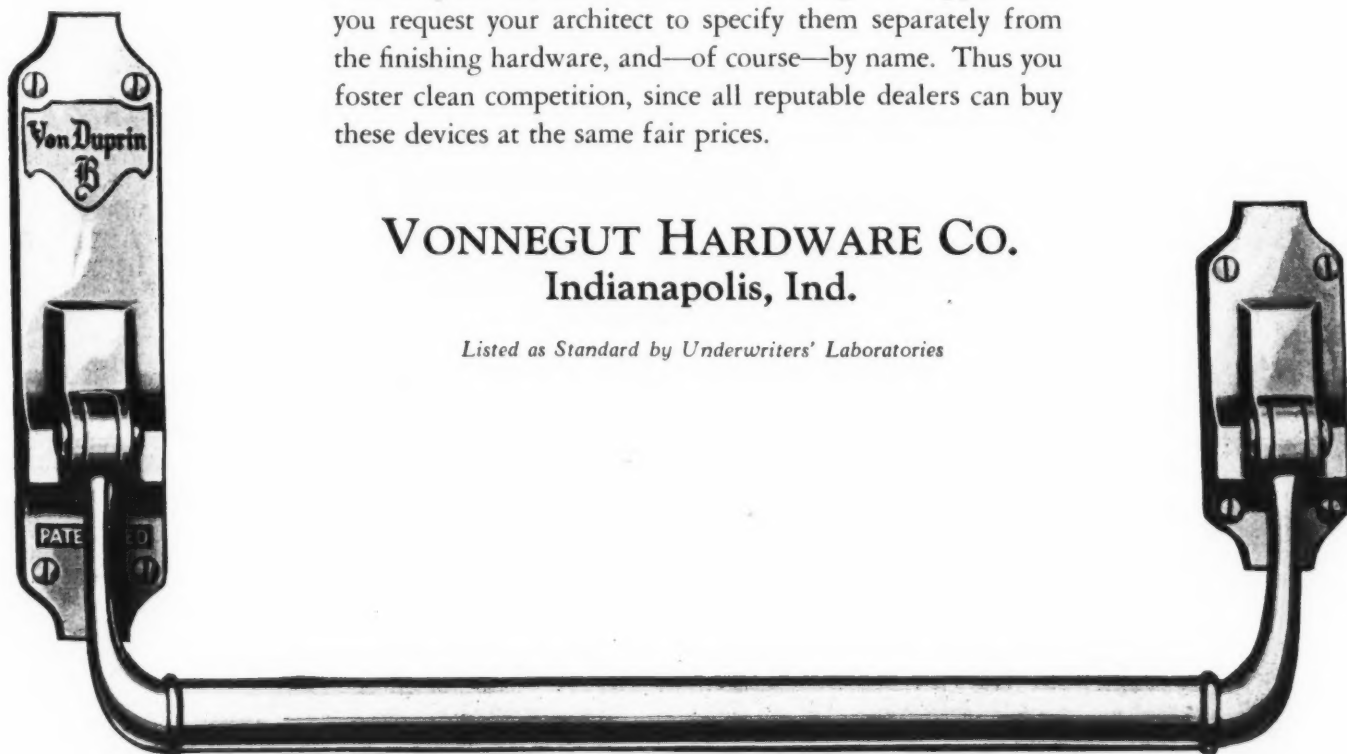 you request your architect to specify them separately from
the finishing hardware, and—of course—by name. Thus you
foster clean competition, since all reputable dealers can buy
these devices at the same fair prices.
VONNEGUT HARDWARE CO.
Indianapolis, Ind.
Listed as Standard by Underwriters' Laboratories
Von Duprin
B
PATE ED